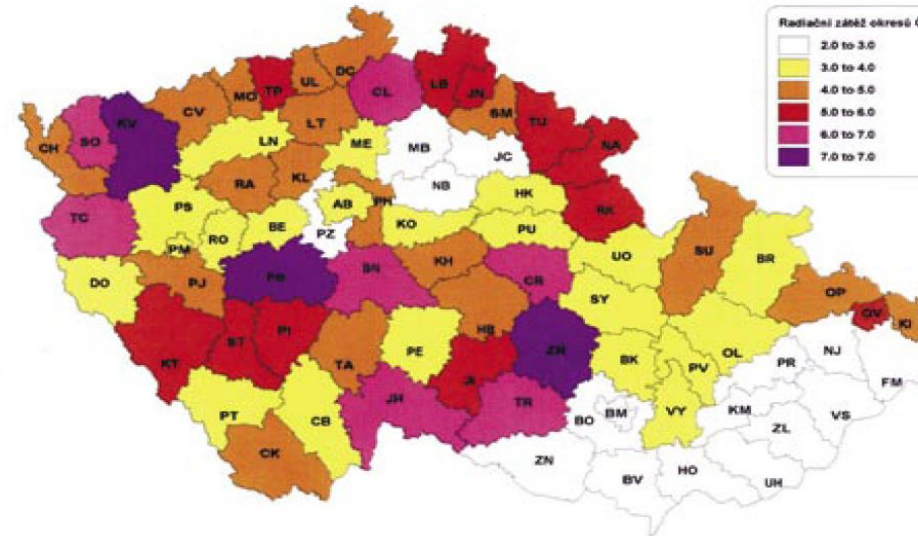 Radiační zátěž okresů
2.0 to 3.0
3.0 to 4.0
4.0 to 5.0
5.0 to 6.0
6.0 to 7.0
7.0 to 7.0
DC
UL
TP
MO
CV
CL
LB
JN
SM
TU
NA
KV
SO
CH
LT
LN
ME
MB
JC
RA
KL
NB
HK
RK
TC
PS
AB
PH
KO
PU
SU
BR
BE
RO
PM
PZ
UO
DO
PJ
PB
BN
KH
CR
OP
OV
KI
SY
HB
KT
ST
PI
TA
PE
ZR
BK
OL
PV
PR
NJ
FM
JI
PT
CB
JH
TR
BO
BM
VY
KM
VS
ZL
CK
ZN
BV
HO
UH